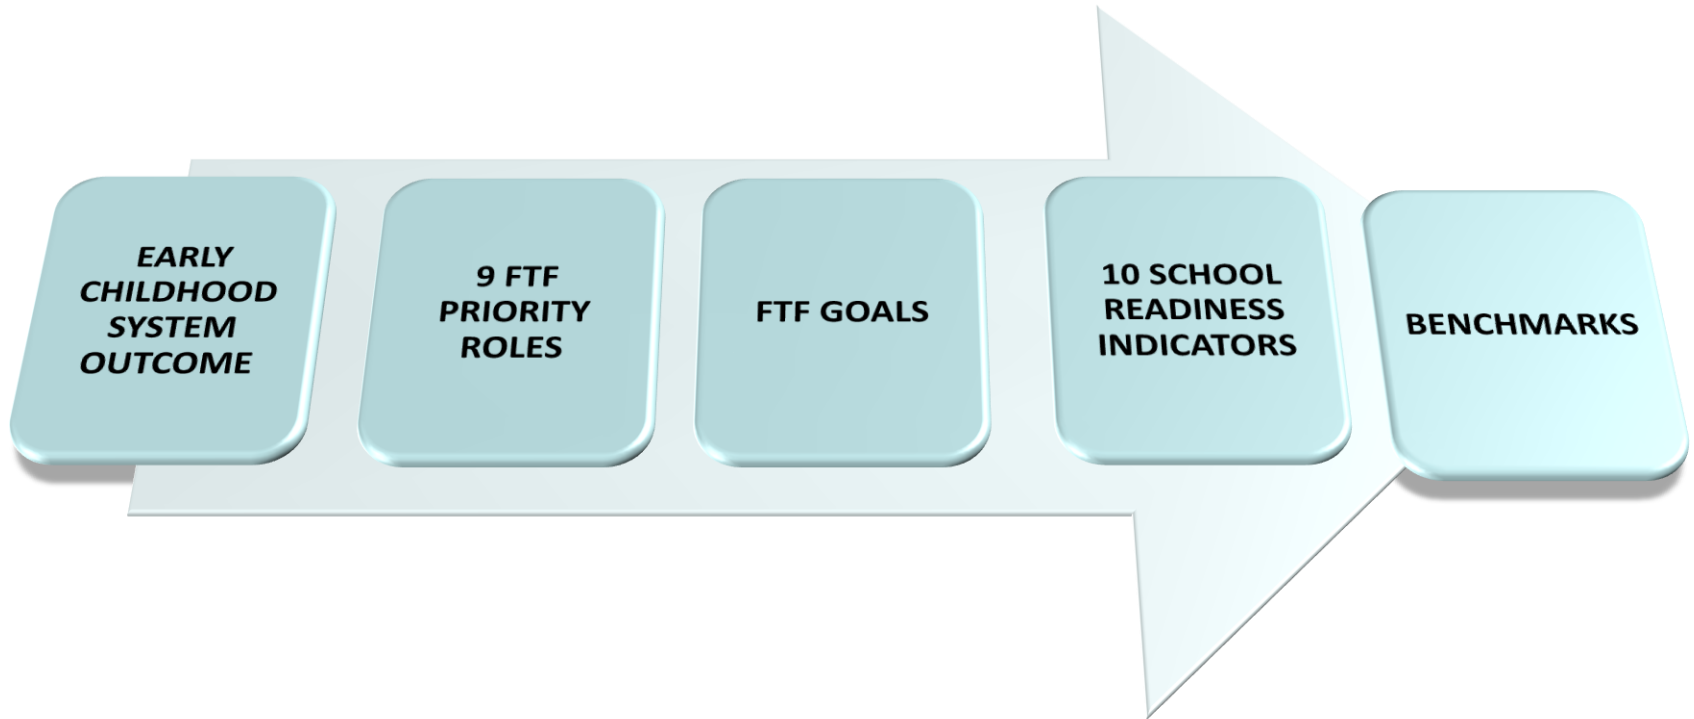 EARLY
CHILDHOOD
SYSTEM
OUTCOME
9 FTF
PRIORITY
ROLES
FTF GOALS
10 SCHOOL
READINESS
INDICATORS
BENCHMARKS